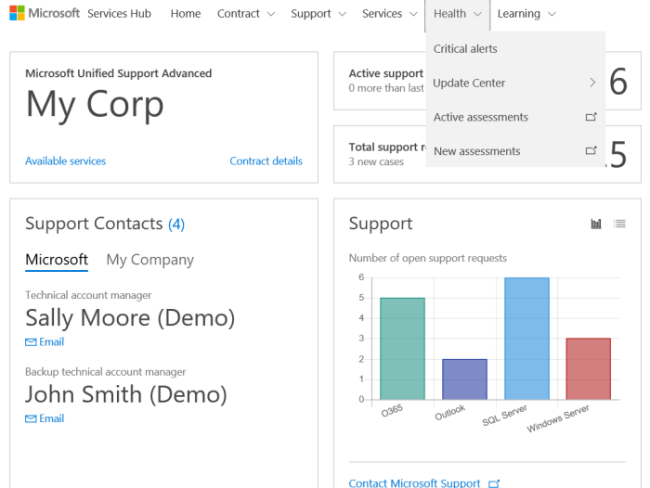 Microsoft Services Hub Home Contract Support Services Health Learning
Critical alerts
Update Center
Active assessments
New assessments
Microsoft Unified Support Advanced
My Corp
Available services Contract details
Active support
0 more than last
6
Total support
3 new cases
5
Support Contacts (4)
Microsoft My Company
Technical account manager
Sally Moore (Demo)
Email
Backup technical account manager
John Smith (Demo)
Email
Support
Number of open support requests
6
5
4
3
2
1
0
O365 Outlook SQL Server Windows Server
Contact Microsoft Support